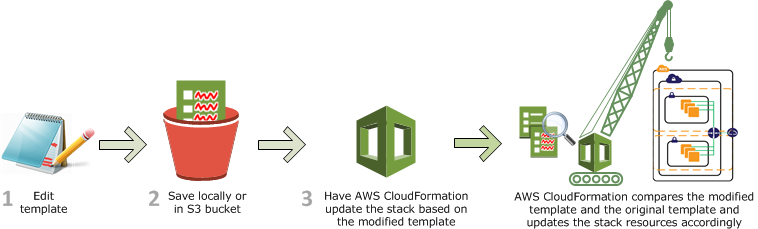 1 Edit
template
2 Save locally or
in S3 bucket
3 Have AWS CloudFormation
update the stack based on
the modified template
AWS CloudFormation compares the modified
template and the original template and
updates the stack resources accordingly